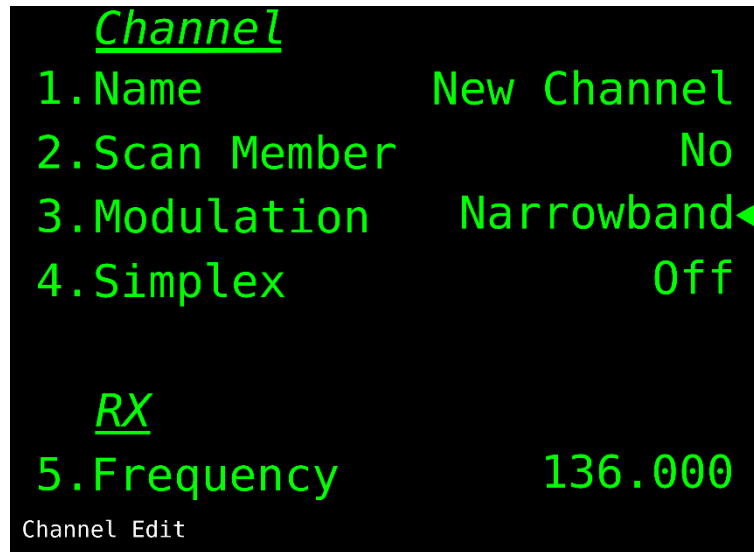 Channel
1.Name New Channel
2.Scan Member No
3.Modulation Narrowband
4.Simplex Off
RX
5.Frequency 136.000
Channel Edit